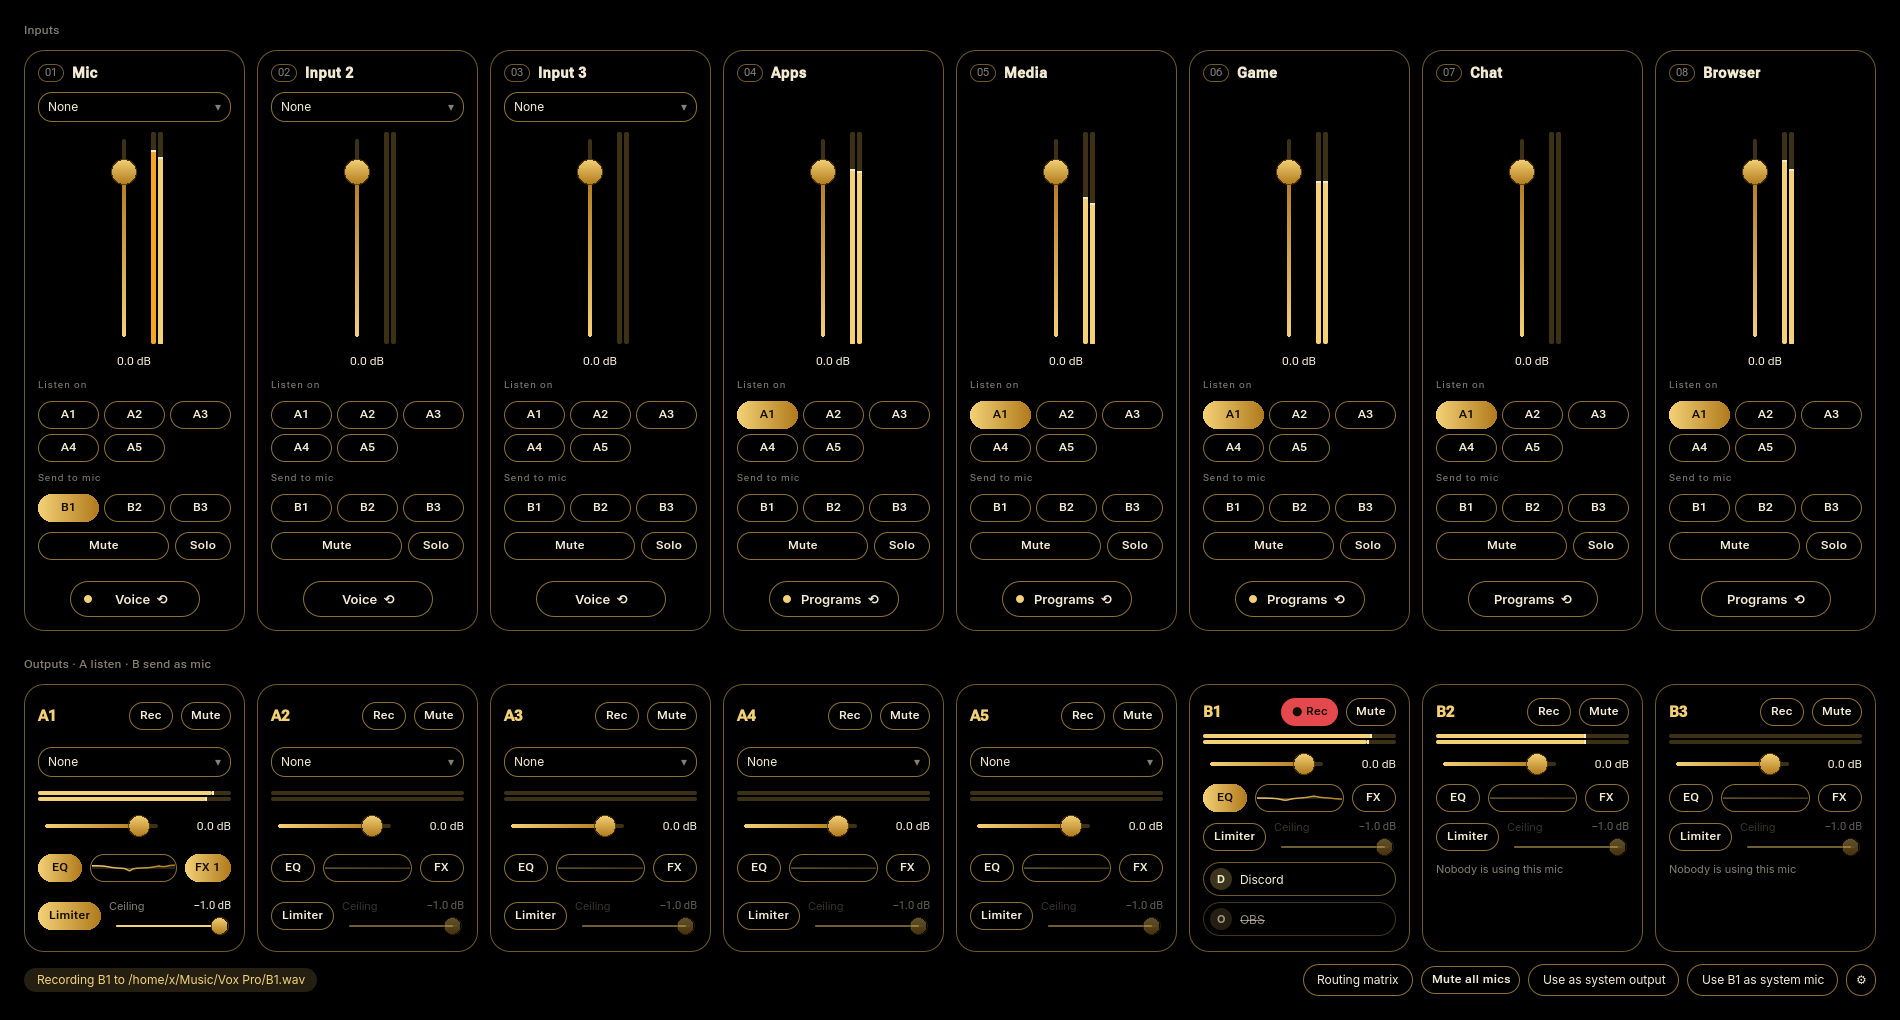 Inputs
01 Mic
None
0.0 dB
Listen on
A1 A2 A3
A4 A5
Send to mic
B1 B2 B3
Mute Solo
Voice ⟲
02 Input 2
None
0.0 dB
Listen on
A1 A2 A3
A4 A5
Send to mic
B1 B2 B3
Mute Solo
Voice ⟲
03 Input 3
None
0.0 dB
Listen on
A1 A2 A3
A4 A5
Send to mic
B1 B2 B3
Mute Solo
Voice ⟲
04 Apps
0.0 dB
Listen on
A1 A2 A3
A4 A5
Send to mic
B1 B2 B3
Mute Solo
Programs ⟲
05 Media
0.0 dB
Listen on
A1 A2 A3
A4 A5
Send to mic
B1 B2 B3
Mute Solo
Programs ⟲
06 Game
0.0 dB
Listen on
A1 A2 A3
A4 A5
Send to mic
B1 B2 B3
Mute Solo
Programs ⟲
07 Chat
0.0 dB
Listen on
A1 A2 A3
A4 A5
Send to mic
B1 B2 B3
Mute Solo
Programs ⟲
08 Browser
0.0 dB
Listen on
A1 A2 A3
A4 A5
Send to mic
B1 B2 B3
Mute Solo
Programs ⟲
Outputs · A listen · B send as mic
A1 Rec Mute
None
0.0 dB
EQ FX 1
Limiter Ceiling −1.0 dB
A2 Rec Mute
None
0.0 dB
EQ FX
Limiter Ceiling −1.0 dB
A3 Rec Mute
None
0.0 dB
EQ FX
Limiter Ceiling −1.0 dB
A4 Rec Mute
None
0.0 dB
EQ FX
Limiter Ceiling −1.0 dB
A5 Rec Mute
None
0.0 dB
EQ FX
Limiter Ceiling −1.0 dB
B1 ● Rec Mute
0.0 dB
EQ FX
Limiter Ceiling −1.0 dB
D Discord
O OBS
B2 Rec Mute
0.0 dB
EQ FX
Limiter Ceiling −1.0 dB
Nobody is using this mic
B3 Rec Mute
0.0 dB
EQ FX
Limiter Ceiling −1.0 dB
Nobody is using this mic
Recording B1 to /home/x/Music/Vox Pro/B1.wav
Routing matrix Mute all mics Use as system output Use B1 as system mic